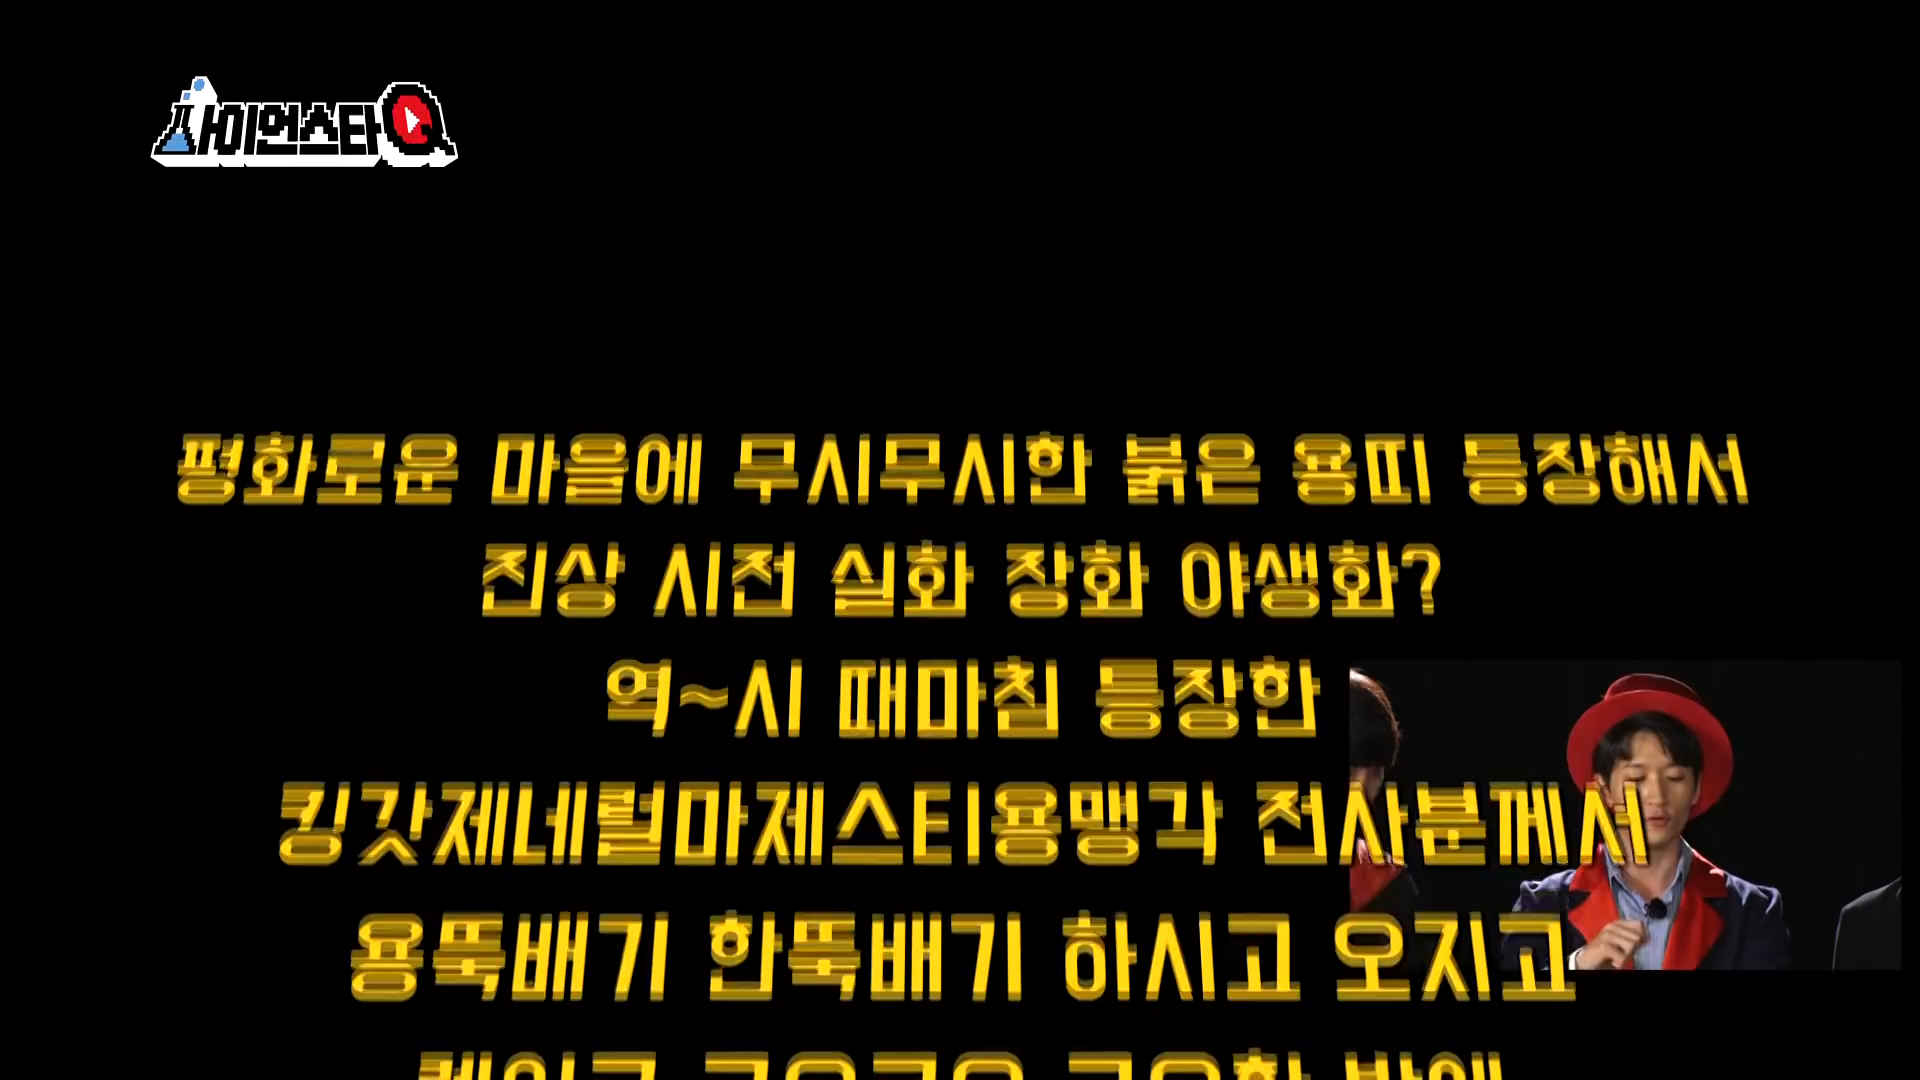 사이언스타Q
평화로운 마을에 무시무시한 붉은 용띠 등장해서
진상 시전 실화 장화 야생화?
역~시 때마침 등장한
킹갓제네럴마제스티용맹각 전사분께서
용뚝배기 한뚝배기 하시고 오지고